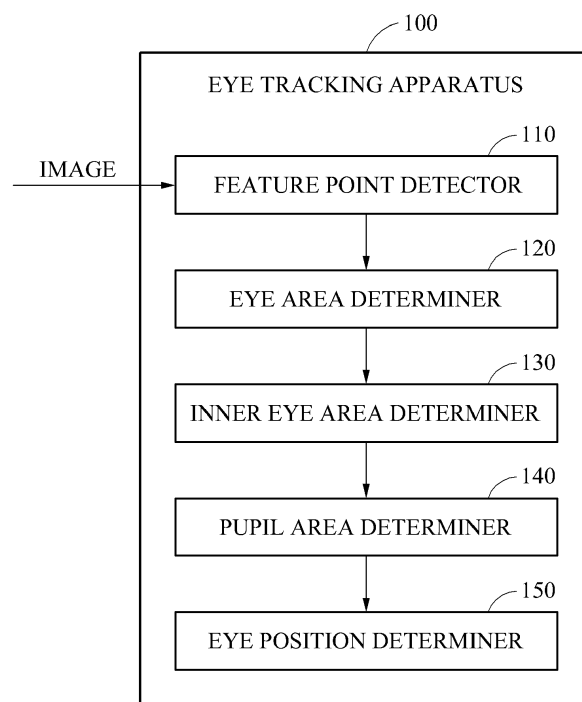 100
EYE TRACKING APPARATUS
110
IMAGE
FEATURE POINT DETECTOR
120
EYE AREA DETERMINER
130
INNER EYE AREA DETERMINER
140
PUPIL AREA DETERMINER
150
EYE POSITION DETERMINER